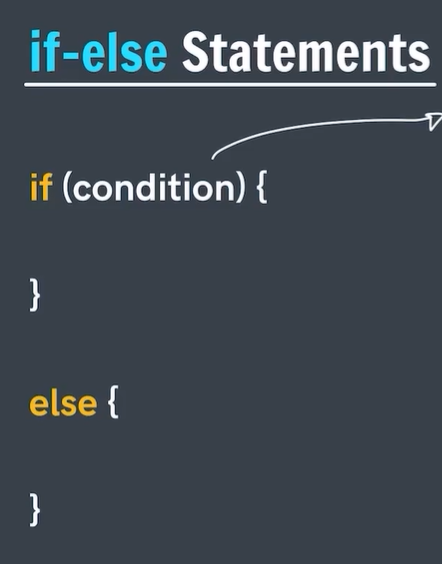 if-else Statements
if (condition) {
}
else {
}